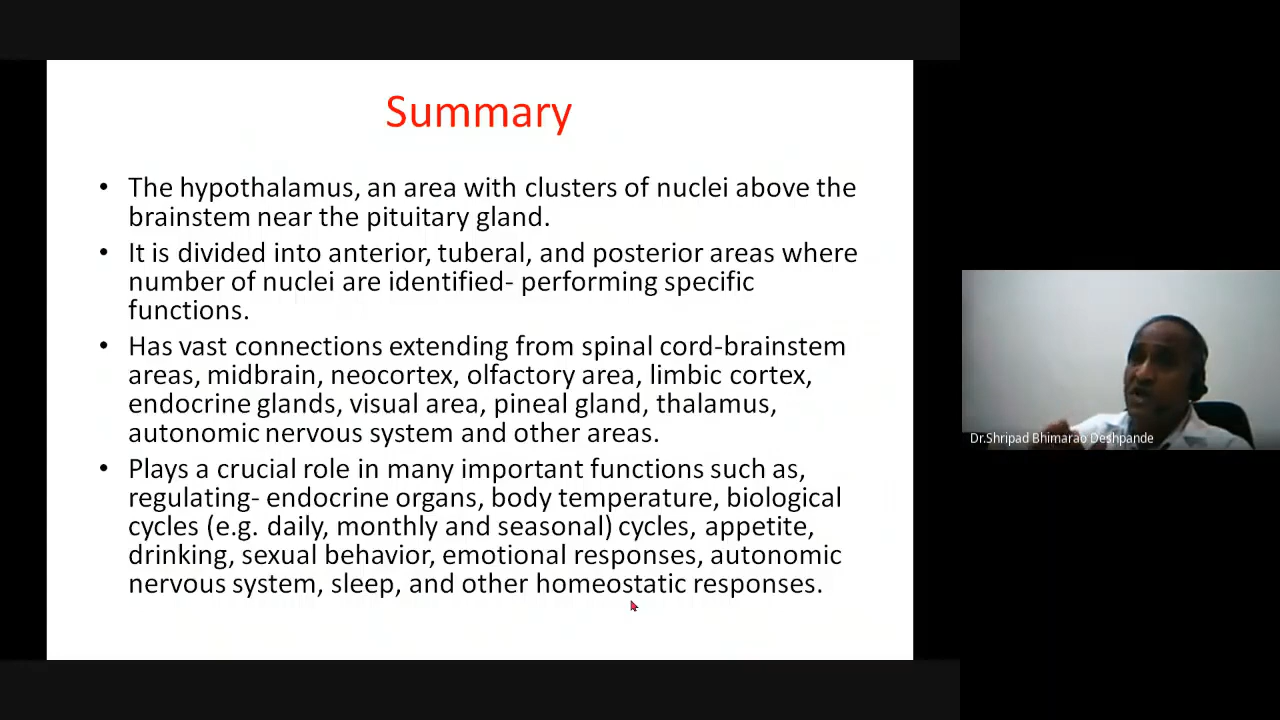 Summary
• The hypothalamus, an area with clusters of nuclei above the
brainstem near the pituitary gland.
• It is divided into anterior, tuberal, and posterior areas where
number of nuclei are identified- performing specific
functions.
• Has vast connections extending from spinal cord-brainstem
areas, midbrain, neocortex, olfactory area, limbic cortex,
endocrine glands, visual area, pineal gland, thalamus,
autonomic nervous system and other areas.
• Plays a crucial role in many important functions such as,
regulating- endocrine organs, body temperature, biological
cycles (e.g. daily, monthly and seasonal) cycles, appetite,
drinking, sexual behavior, emotional responses, autonomic
nervous system, sleep, and other homeostatic responses.
Dr.Shripad Bhimarao Deshpande